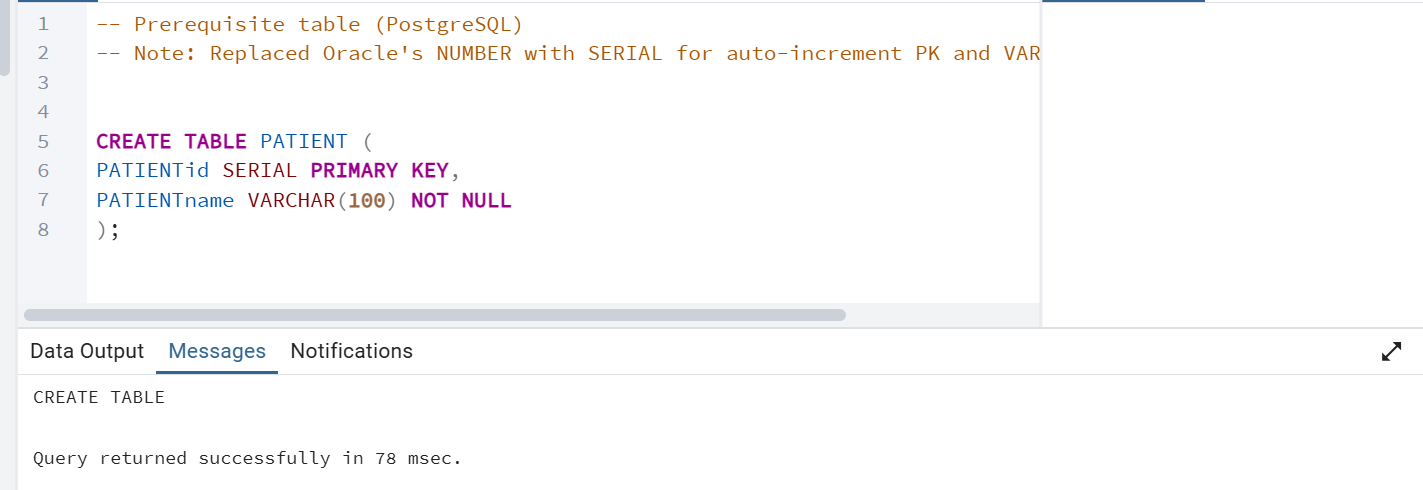 1 -- Prerequisite table (PostgreSQL)
2 -- Note: Replaced Oracle's NUMBER with SERIAL for auto-increment PK and VAR
3
4
5 CREATE TABLE PATIENT (
6 PATIENTid SERIAL PRIMARY KEY,
7 PATIENTname VARCHAR(100) NOT NULL
8 );
Data Output Messages Notifications
CREATE TABLE
Query returned successfully in 78 msec.